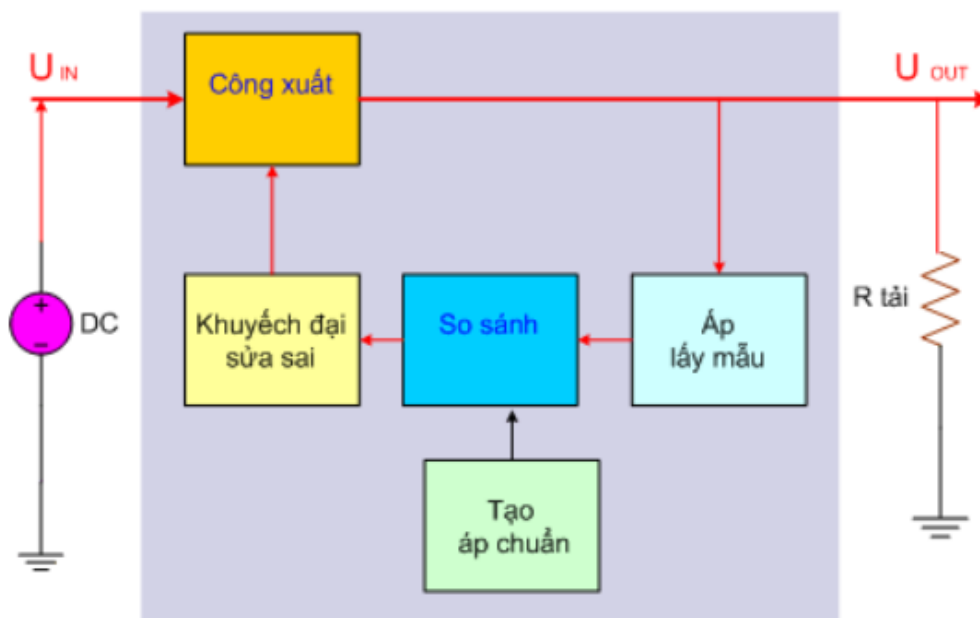 U IN
Công xuất
U OUT
DC
+
-
Khuyếch đại
sửa sai
So sánh
Áp
lấy mẫu
R tải
Tạo
áp chuẩn